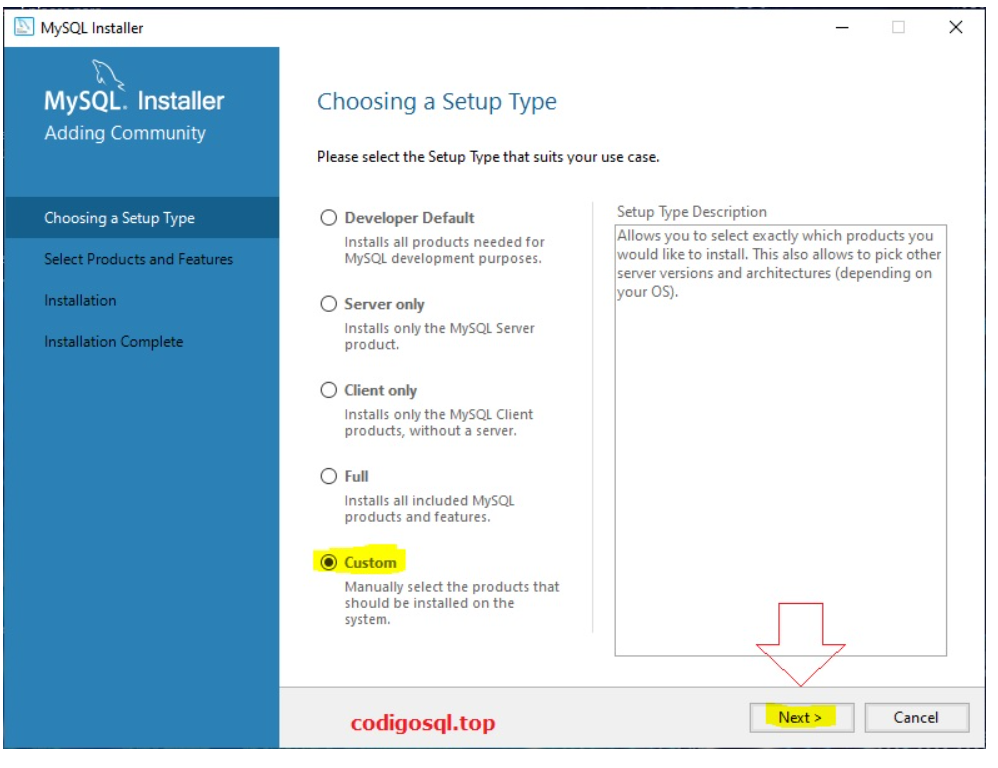 MySQL Installer
MySQL. Installer
Adding Community
Choosing a Setup Type
Select Products and Features
Installation
Installation Complete
Choosing a Setup Type
Please select the Setup Type that suits your use case.
Developer Default
Installs all products needed for
MySQL development purposes.
Server only
Installs only the MySQL Server
product.
Client only
Installs only the MySQL Client
products, without a server.
Full
Installs all included MySQL
products and features.
Custom
Manually select the products that
should be installed on the
system.
Setup Type Description
Allows you to select exactly which products you
would like to install. This also allows to pick other
server versions and architectures (depending on
your OS).
codigosql.top
Next >
Cancel